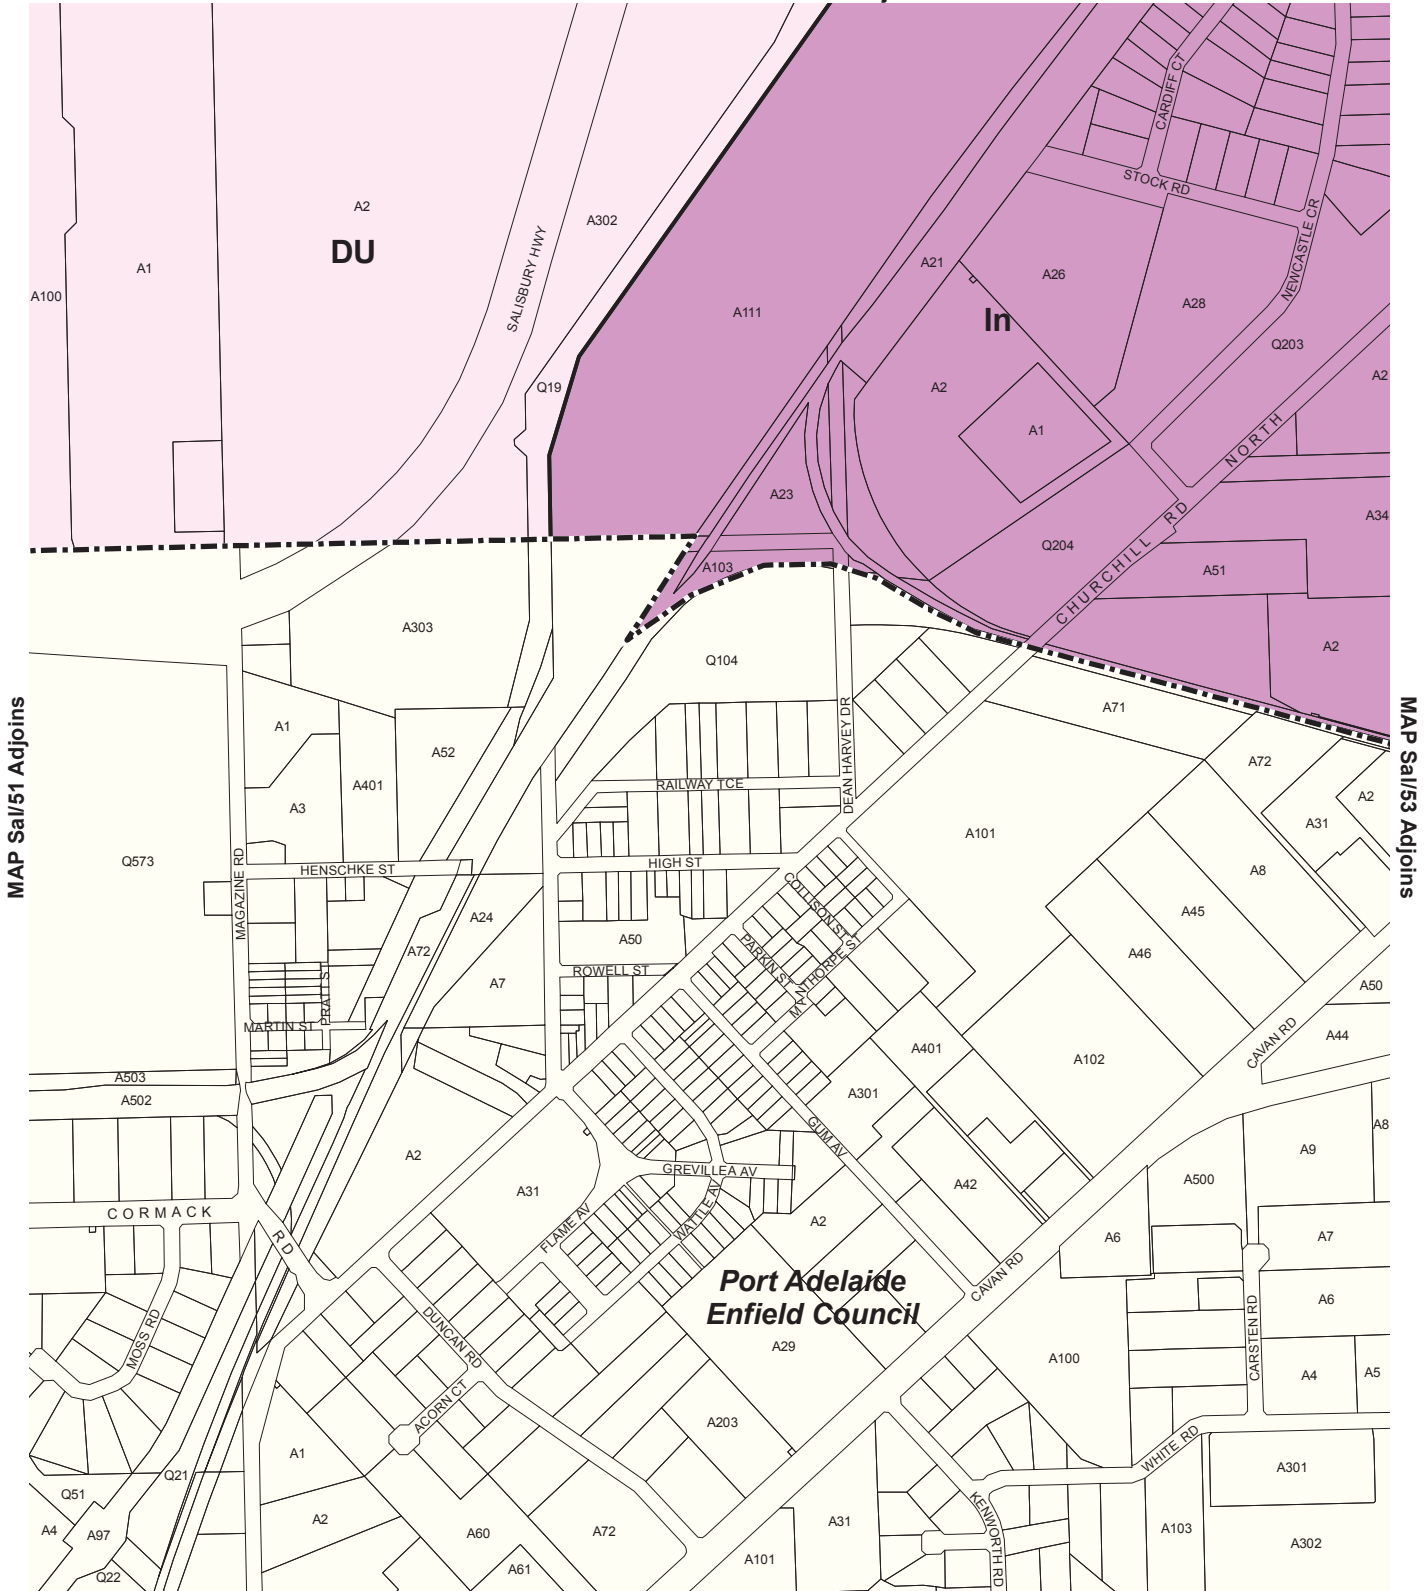 CARDIFF CT
STOCK RD
A2
A302
DU
SALISBURY HWY
NEWCASTLE CR
A1
A21
A26
A100
A28
A111
In
Q203
Q19
A2
A2
A1
NORTH
A23
A34
CHURCHILL RD
Q204
A103
A51
A303
A2
Q104
MAP Sal/51 Adjoins
MAP Sal/53 Adjoins
A71
A1
DEAN HARVEY DR
A52
A72
A401
RAILWAY TCE
A2
A3
A31
A101
Q573
HIGH ST
HENSCHKE ST
A8
MAGAZINE RD
COLLISON ST
A24
A45
A50
A72
PARKIN ST
MANTHORPE ST
A46
ROWELL ST
A7
A50
PRATT ST
MARTIN ST
CAVAN RD
A44
A401
A102
A503
A502
A301
GUM AV
A8
A2
GREVILLEA AV
A9
A31
A42
A500
WATTLE AV
CORMACK
RD
FLAME AV
A2
A6
A7
Port Adelaide
Enfield Council
CAVAN RD
A6
MOSS RD
DUNCAN RD
CARSTEN RD
A29
A100
A4
A5
ACORN CT
A203
A1
WHITE RD
Q21
A301
Q51
A2
KENWORTH RD
A4
A97
A60
A72
A31
A103
A302
A101
A61
Q22